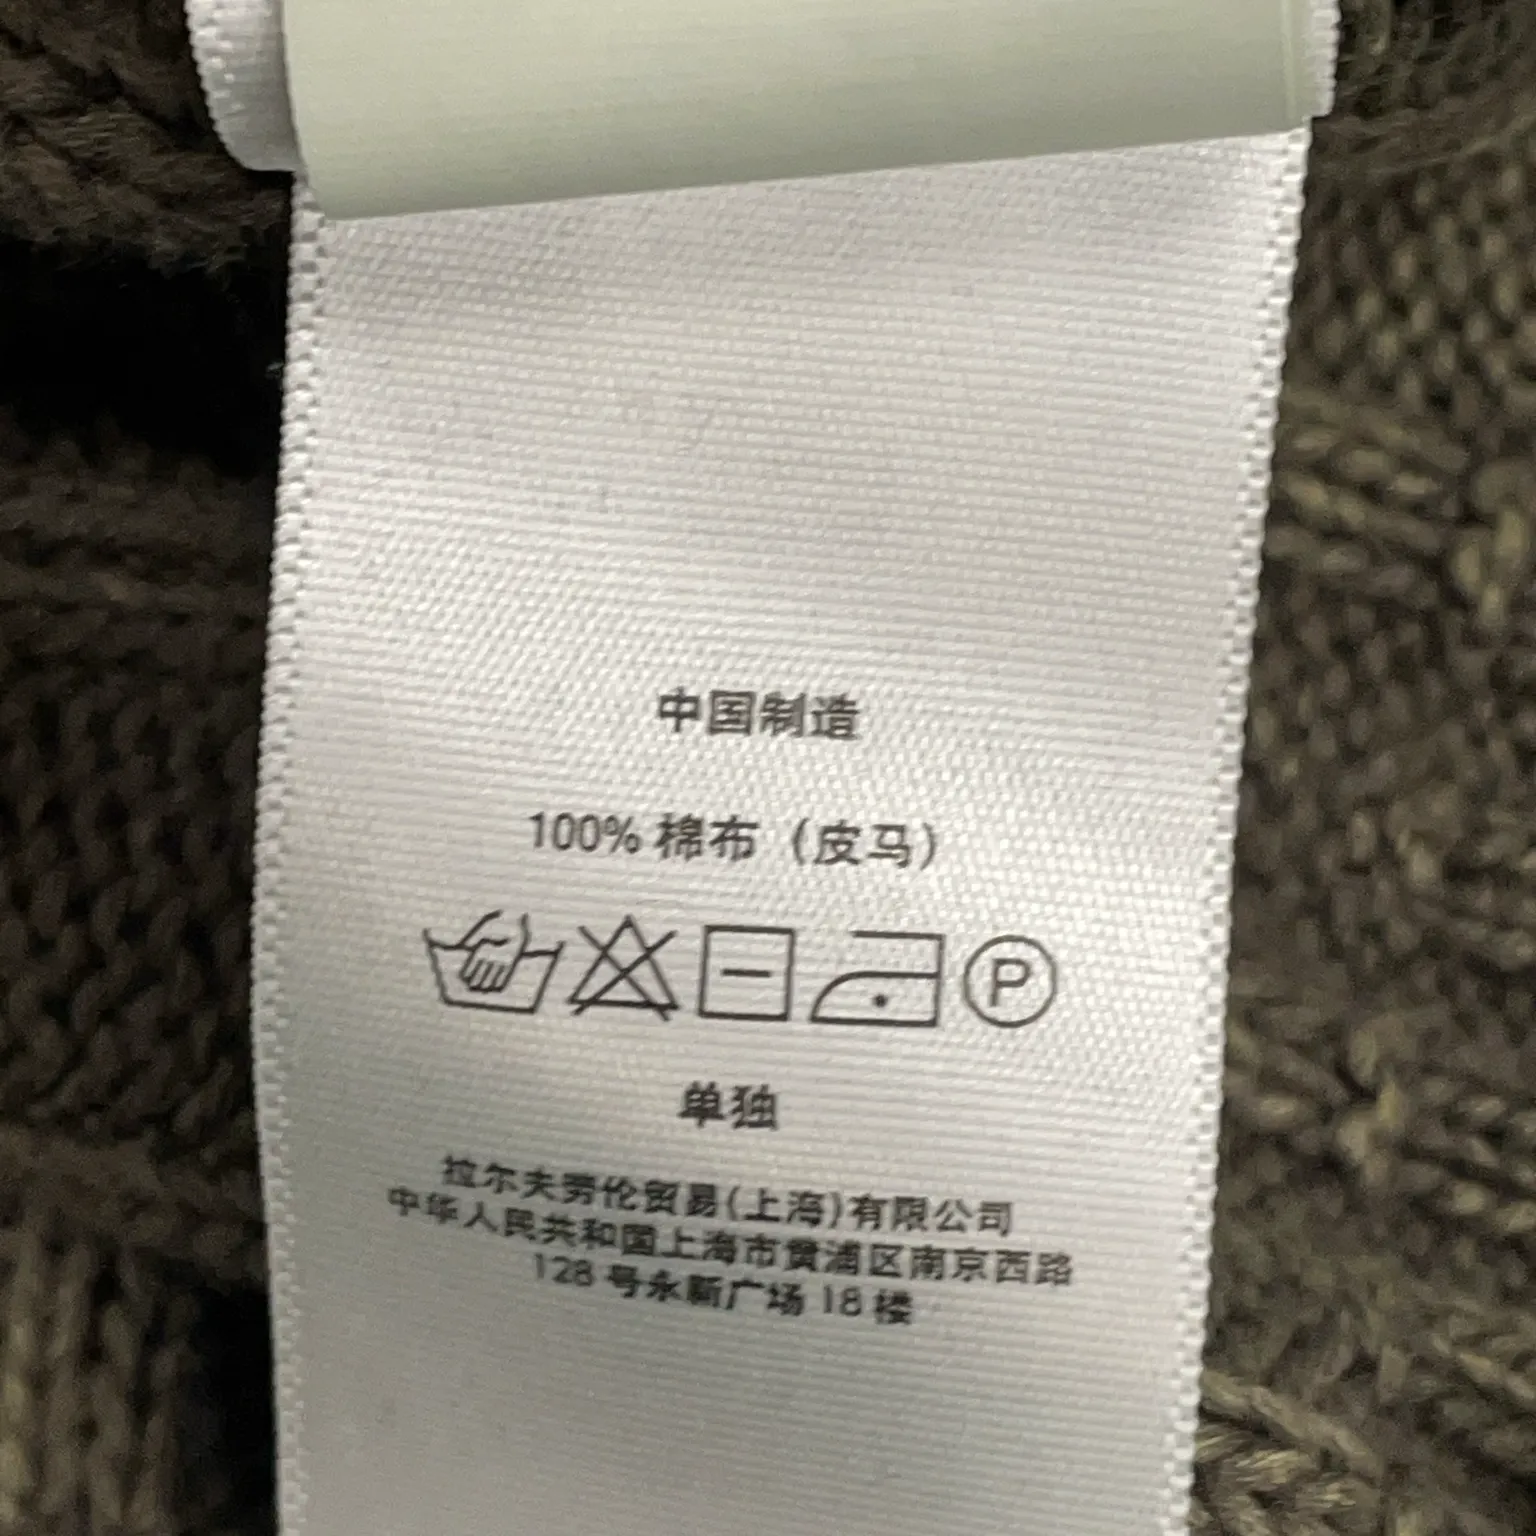 中国制造
100% 棉布（皮马）
P
单独
拉尔夫劳伦贸易(上海)有限公司
中华人民共和国上海市黄浦区南京西路
128 号永新广场 18 楼